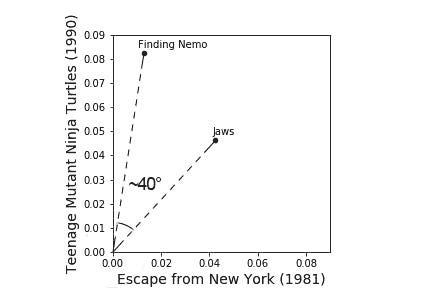 Teenage Mutant Ninja Turtles (1990)
0.09
0.08
0.07
0.06
0.05
0.04
0.03
0.02
0.01
0.00
Finding Nemo
Jaws
~40°
0.00 0.02 0.04 0.06 0.08
Escape from New York (1981)